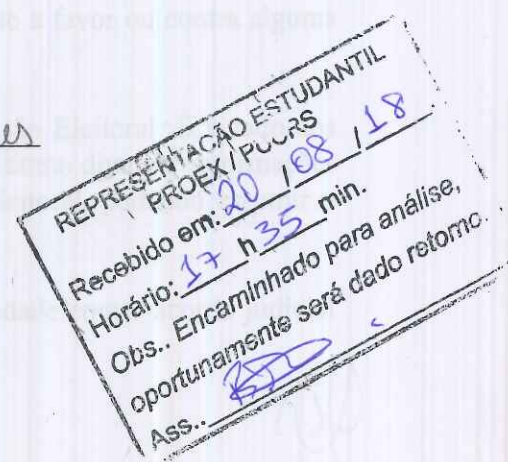 REPRESENTAÇÃO ESTUDANTIL
PROEX / PUCRS
Recebido em: 20 / 08 / 18
Horário: 17 h 35 min.
Obs.. Encaminhado para análise,
oportunamente será dado retorno.
Ass..